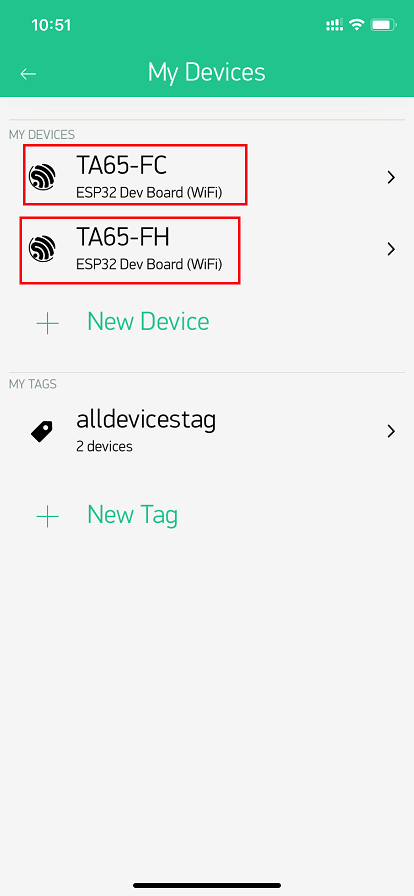 10:51
My Devices
MY DEVICES
TA65-FC
ESP32 Dev Board (WiFi)
TA65-FH
ESP32 Dev Board (WiFi)
New Device
MY TAGS
alldevicestag
2 devices
New Tag